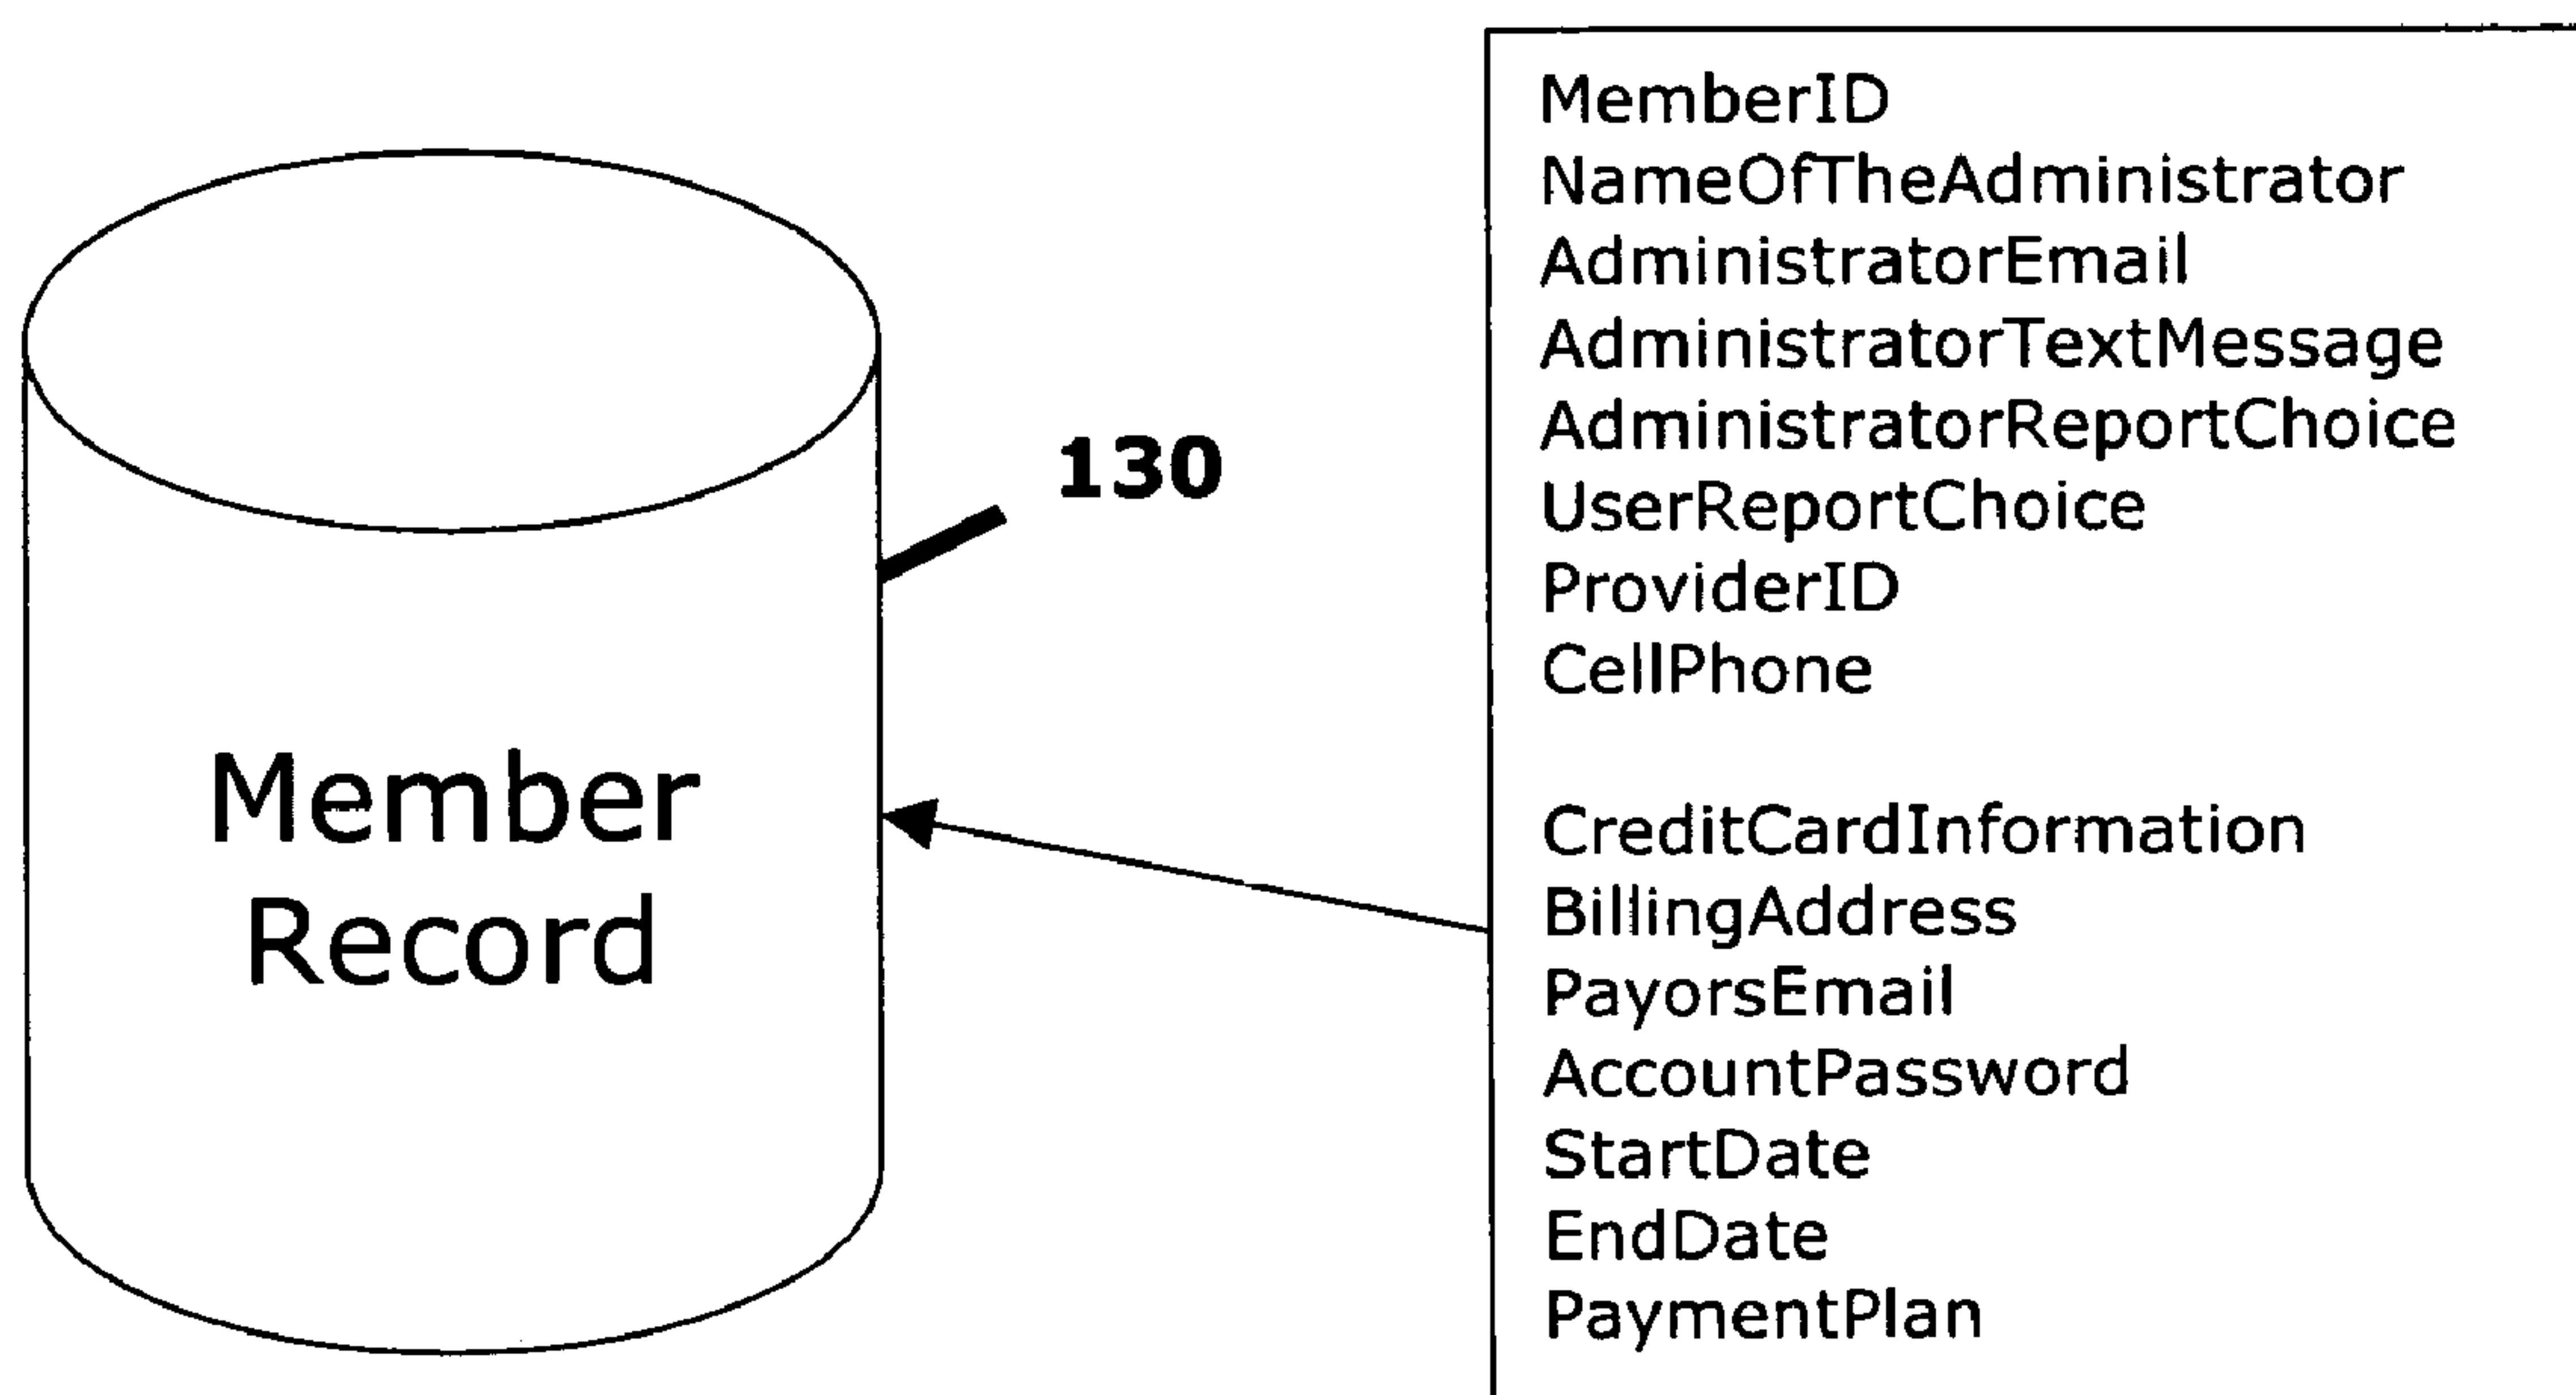 Member
Record
130
MemberID
NameOfTheAdministrator
AdministratorEmail
AdministratorTextMessage
AdministratorReportChoice
UserReportChoice
ProviderID
CellPhone
CreditCardInformation
BillingAddress
PayorsEmail
AccountPassword
StartDate
EndDate
PaymentPlan